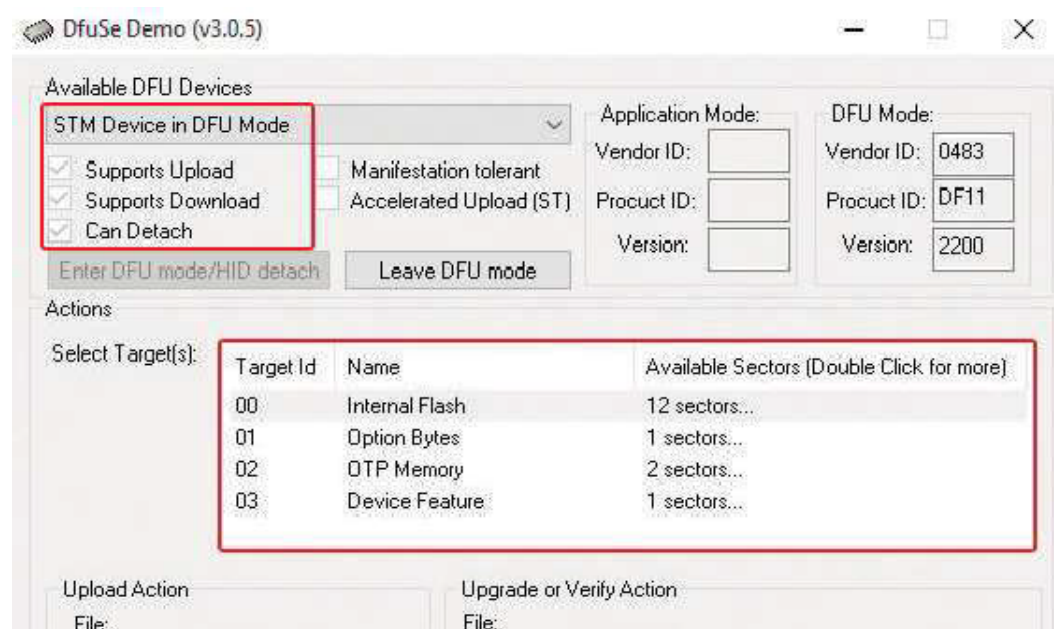 DfuSe Demo (v3.0.5)
Available DFU Devices
STM Device in DFU Mode
Supports Upload
Manifestation tolerant
Supports Download
Accelerated Upload (ST)
Can Detach
Enter DFU mode/HID detach
Leave DFU mode
Application Mode:
Vendor ID:
Procuct ID:
Version:
DFU Mode:
Vendor ID: 0483
Procuct ID: DF11
Version: 2200
Actions
Select Target(s):
Target Id Name Available Sectors (Double Click for more)
00 Internal Flash 12 sectors...
01 Option Bytes 1 sectors...
02 OTP Memory 2 sectors...
03 Device Feature 1 sectors...
Upload Action
File:
Upgrade or Verify Action
File: